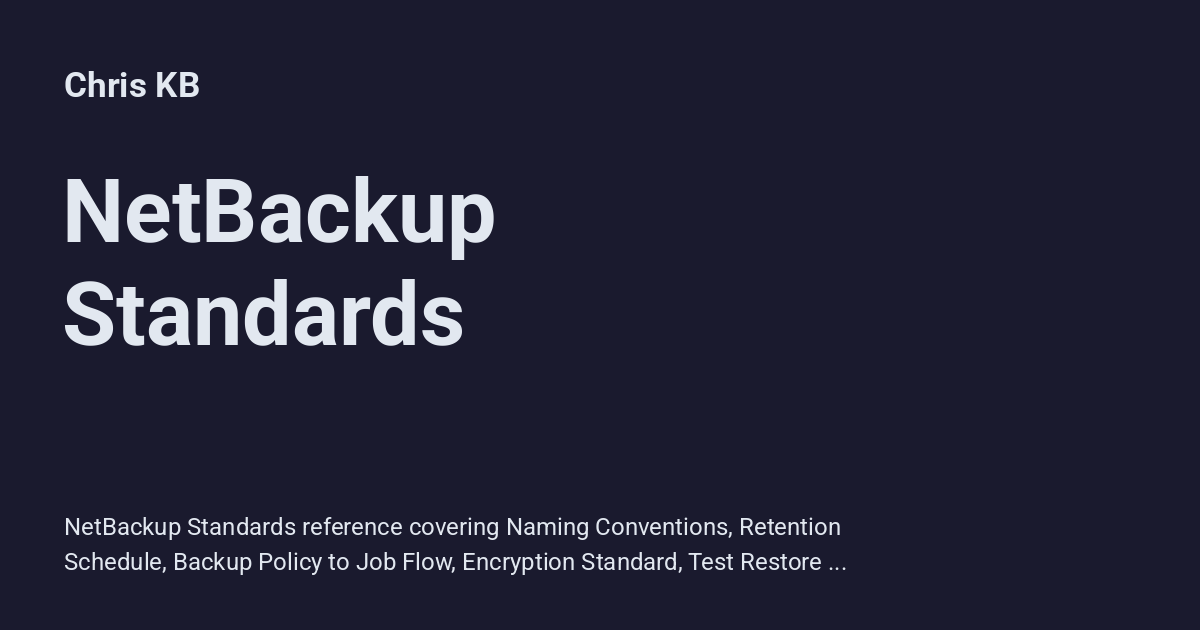 Chris KB
NetBackup
Standards
NetBackup Standards reference covering Naming Conventions, Retention
Schedule, Backup Policy to Job Flow, Encryption Standard, Test Restore ...